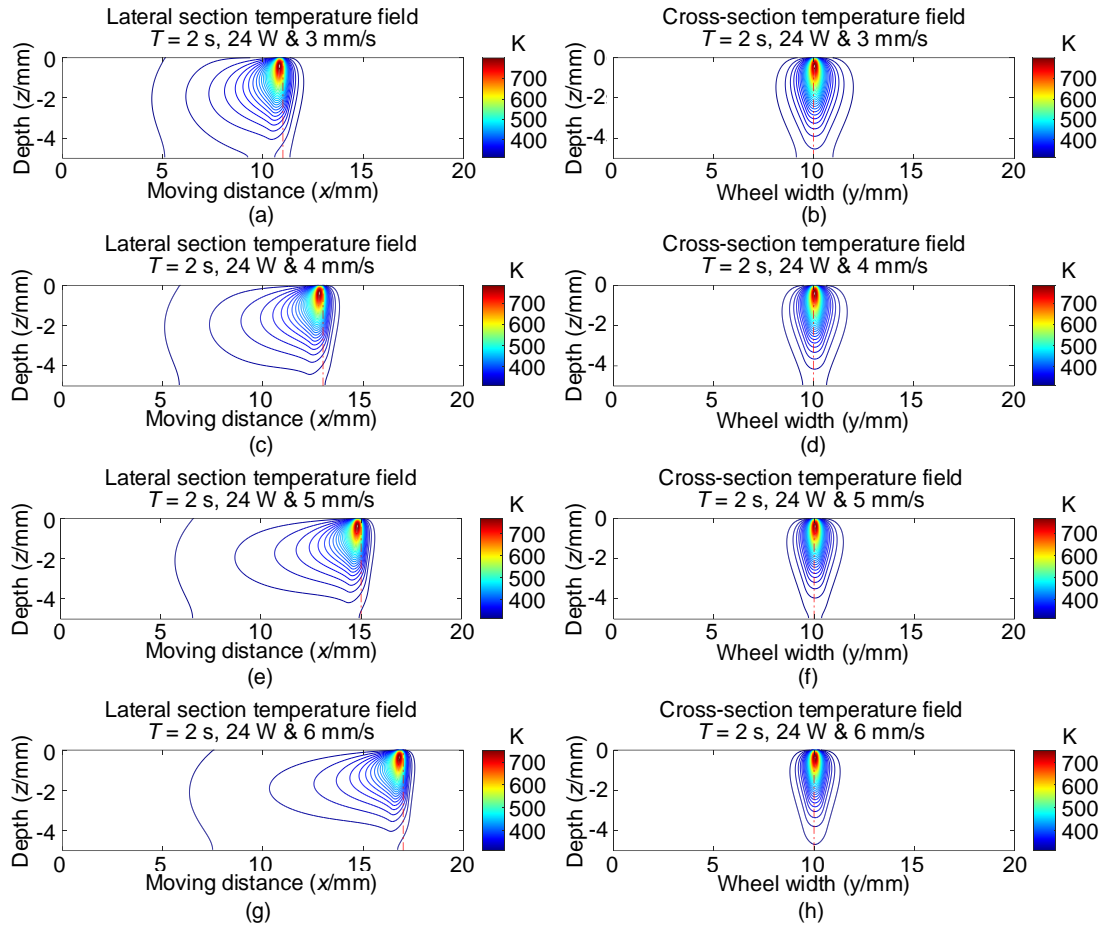 Lateral section temperature field
T = 2 s, 24 W & 3 mm/s
K
700
600
500
400
0
-2
-4
Depth (z/mm)
0 5 10 15 20
Moving distance (x/mm)
(a)
Cross-section temperature field
T = 2 s, 24 W & 3 mm/s
K
700
600
500
400
0
-2
-4
Depth (z/mm)
0 5 10 15 20
Wheel width (y/mm)
(b)
Lateral section temperature field
T = 2 s, 24 W & 4 mm/s
K
700
600
500
400
0
-2
-4
Depth (z/mm)
0 5 10 15 20
Moving distance (x/mm)
(c)
Cross-section temperature field
T = 2 s, 24 W & 4 mm/s
K
700
600
500
400
0
-2
-4
Depth (z/mm)
0 5 10 15 20
Wheel width (y/mm)
(d)
Lateral section temperature field
T = 2 s, 24 W & 5 mm/s
K
700
600
500
400
0
-2
-4
Depth (z/mm)
0 5 10 15 20
Moving distance (x/mm)
(e)
Cross-section temperature field
T = 2 s, 24 W & 5 mm/s
K
700
600
500
400
0
-2
-4
Depth (z/mm)
0 5 10 15 20
Wheel width (y/mm)
(f)
Lateral section temperature field
T = 2 s, 24 W & 6 mm/s
K
700
600
500
400
0
-2
-4
Depth (z/mm)
0 5 10 15 20
Moving distance (x/mm)
(g)
Cross-section temperature field
T = 2 s, 24 W & 6 mm/s
K
700
600
500
400
0
-2
-4
Depth (z/mm)
0 5 10 15 20
Wheel width (y/mm)
(h)